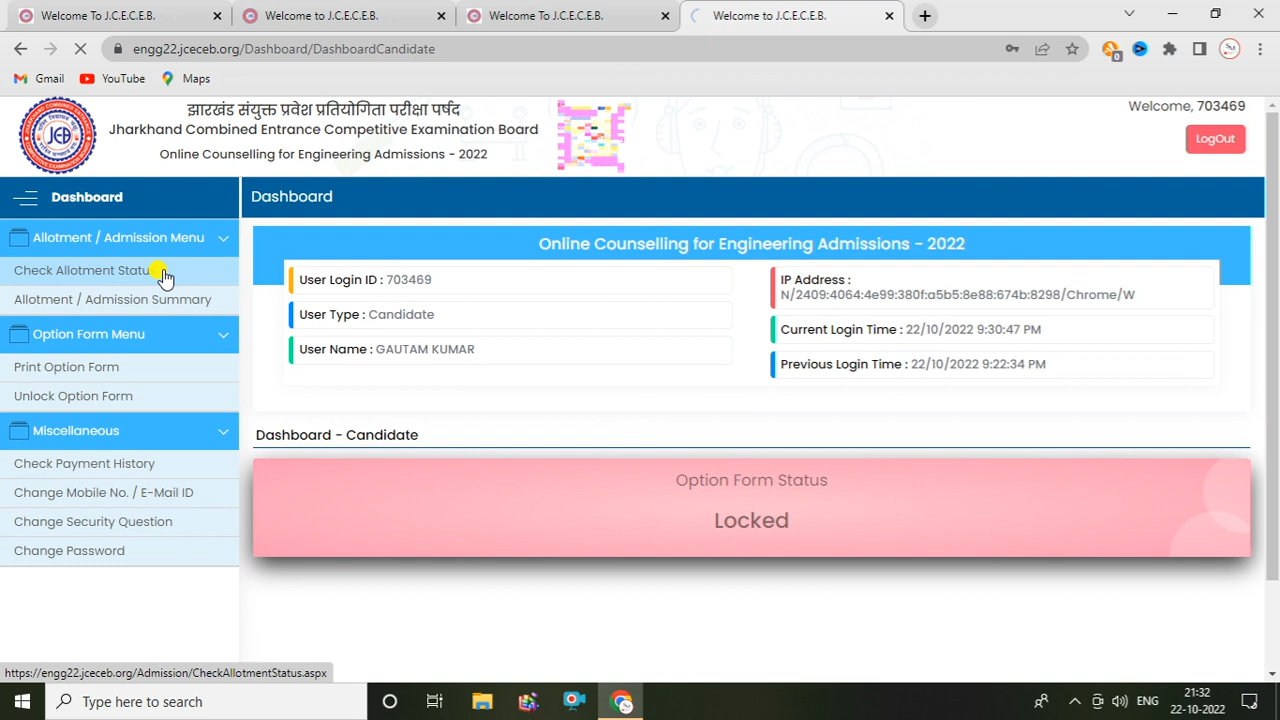 Welcome To J.C.E.C.E.B.
Welcome to J.C.E.C.E.B.
Welcome To J.C.E.C.E.B.
Welcome to J.C.E.C.E.B.
engg22.jceceb.org/Dashboard/DashboardCandidate
0
Gmail
YouTube
Maps
झारखंड संयुक्त प्रवेश प्रतियोगिता परीक्षा पर्षद
Jharkhand Combined Entrance Competitive Examination Board
Online Counselling for Engineering Admissions - 2022
JEB
Welcome, 703469
LogOut
Dashboard
Dashboard
Allotment / Admission Menu
Check Allotment Statu
Allotment / Admission Summary
Option Form Menu
Print Option Form
Unlock Option Form
Miscellaneous
Check Payment History
Change Mobile No. / E-Mail ID
Change Security Question
Change Password
Online Counselling for Engineering Admissions - 2022
User Login ID : 703469
User Type : Candidate
User Name : GAUTAM KUMAR
IP Address :
N/2409:4064:4e99:380f:a5b5:8e88:674b:8298/Chrome/W
Current Login Time : 22/10/2022 9:30:47 PM
Previous Login Time : 22/10/2022 9:22:34 PM
Dashboard - Candidate
Option Form Status
Locked
https://engg22.jceceb.org/Admission/CheckAllotmentStatus.aspx
Type here to search
ENG
21:32
22-10-2022